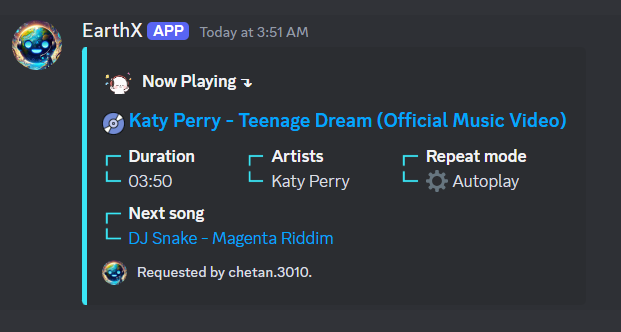 EarthX APP Today at 3:51 AM
Now Playing ⤵
Katy Perry - Teenage Dream (Official Music Video)
Duration Artists Repeat mode
03:50 Katy Perry Autoplay
Next song
DJ Snake - Magenta Riddim
Requested by chetan.3010.